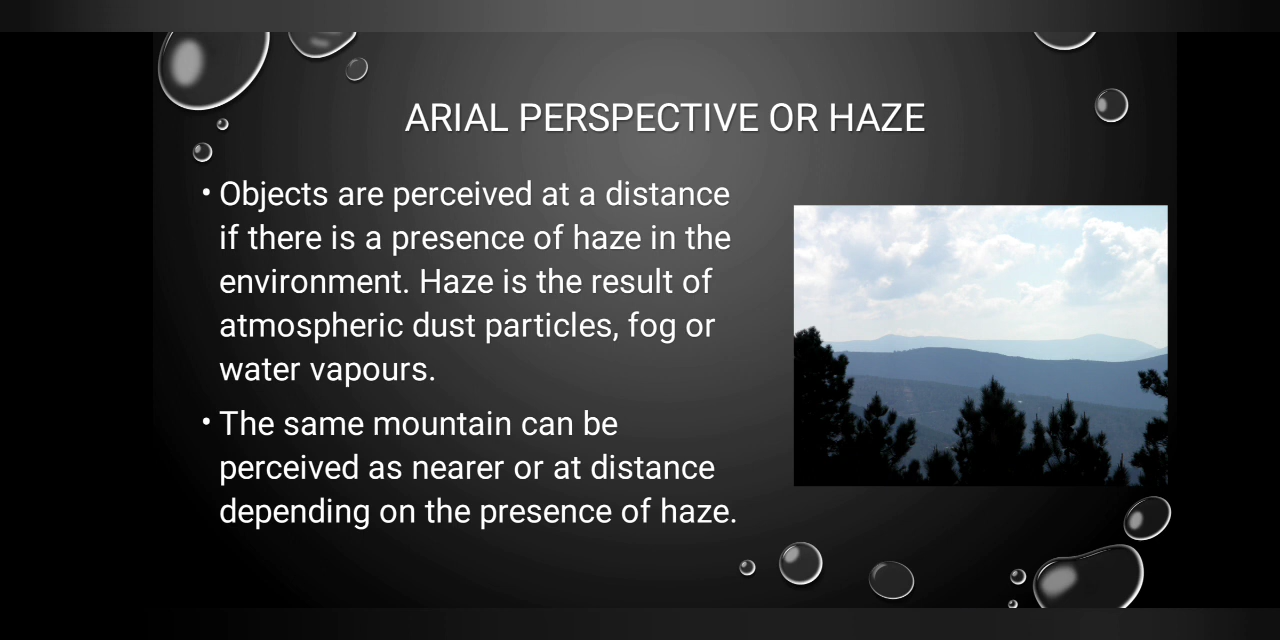 ARIAL PERSPECTIVE OR HAZE
• Objects are perceived at a distance
if there is a presence of haze in the
environment. Haze is the result of
atmospheric dust particles, fog or
water vapours.
• The same mountain can be
perceived as nearer or at distance
depending on the presence of haze.